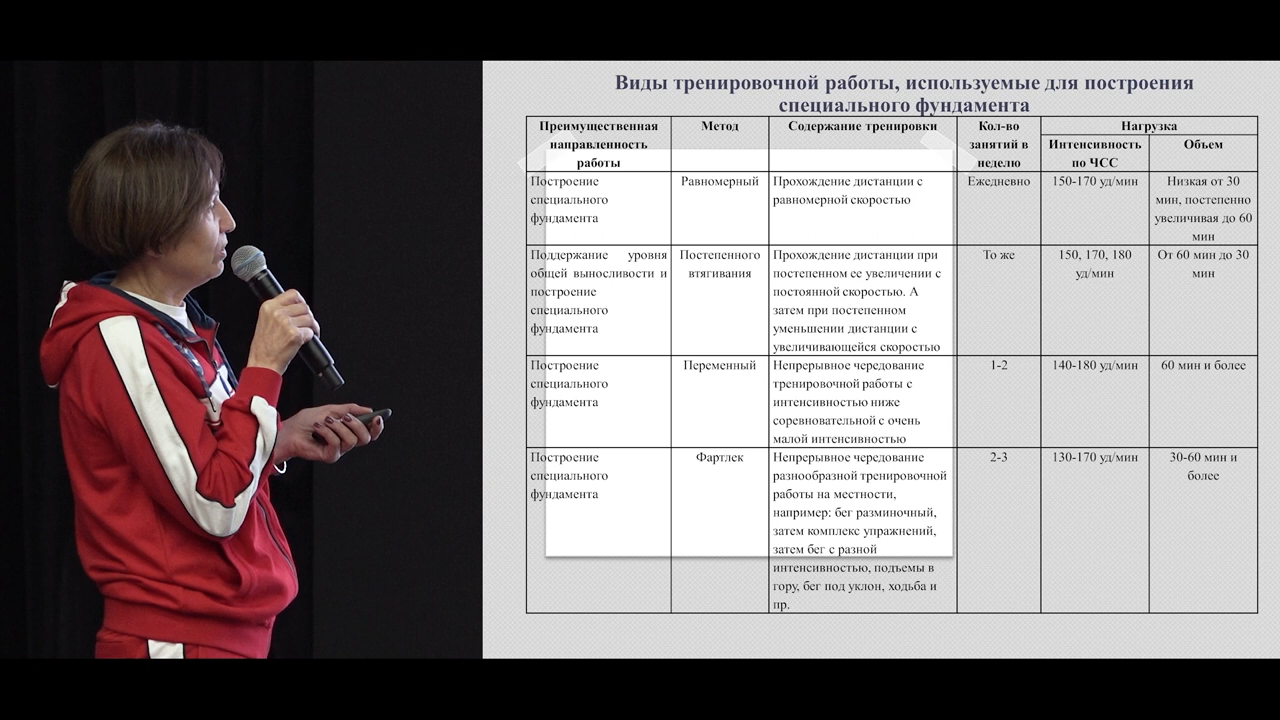 Виды тренировочной работы, используемые для построения
специального фундамента
Преимущественная
направленность
работы
Метод
Содержание тренировки
Кол-во
занятий в
неделю
Нагрузка
Интенсивность
по ЧСС
Объем
Построение
специального
фундамента
Равномерный
Прохождение дистанции с
равномерной скоростью
Ежедневно
150-170 уд/мин
Низкая от 30
мин, постепенно
увеличивая до 60
мин
Поддержание уровня
общей выносливости и
построение
специального
фундамента
Постепенного
втягивания
Прохождение дистанции при
постепенном ее увеличении с
постоянной скоростью. А
затем при постепенном
уменьшении дистанции с
увеличивающейся скоростью
То же
150, 170, 180
уд/мин
От 60 мин до 30
мин
Построение
специального
фундамента
Переменный
Непрерывное чередование
тренировочной работы с
интенсивностью ниже
соревновательной с очень
малой интенсивностью
1-2
140-180 уд/мин
60 мин и более
Построение
специального
фундамента
Фартлек
Непрерывное чередование
разнообразной тренировочной
работы на местности,
например: бег разминочный,
затем комплекс упражнений,
затем бег с разной
интенсивностью, подъемы в
гору, бег под уклон, ходьба и
пр.
2-3
130-170 уд/мин
30-60 мин и
более